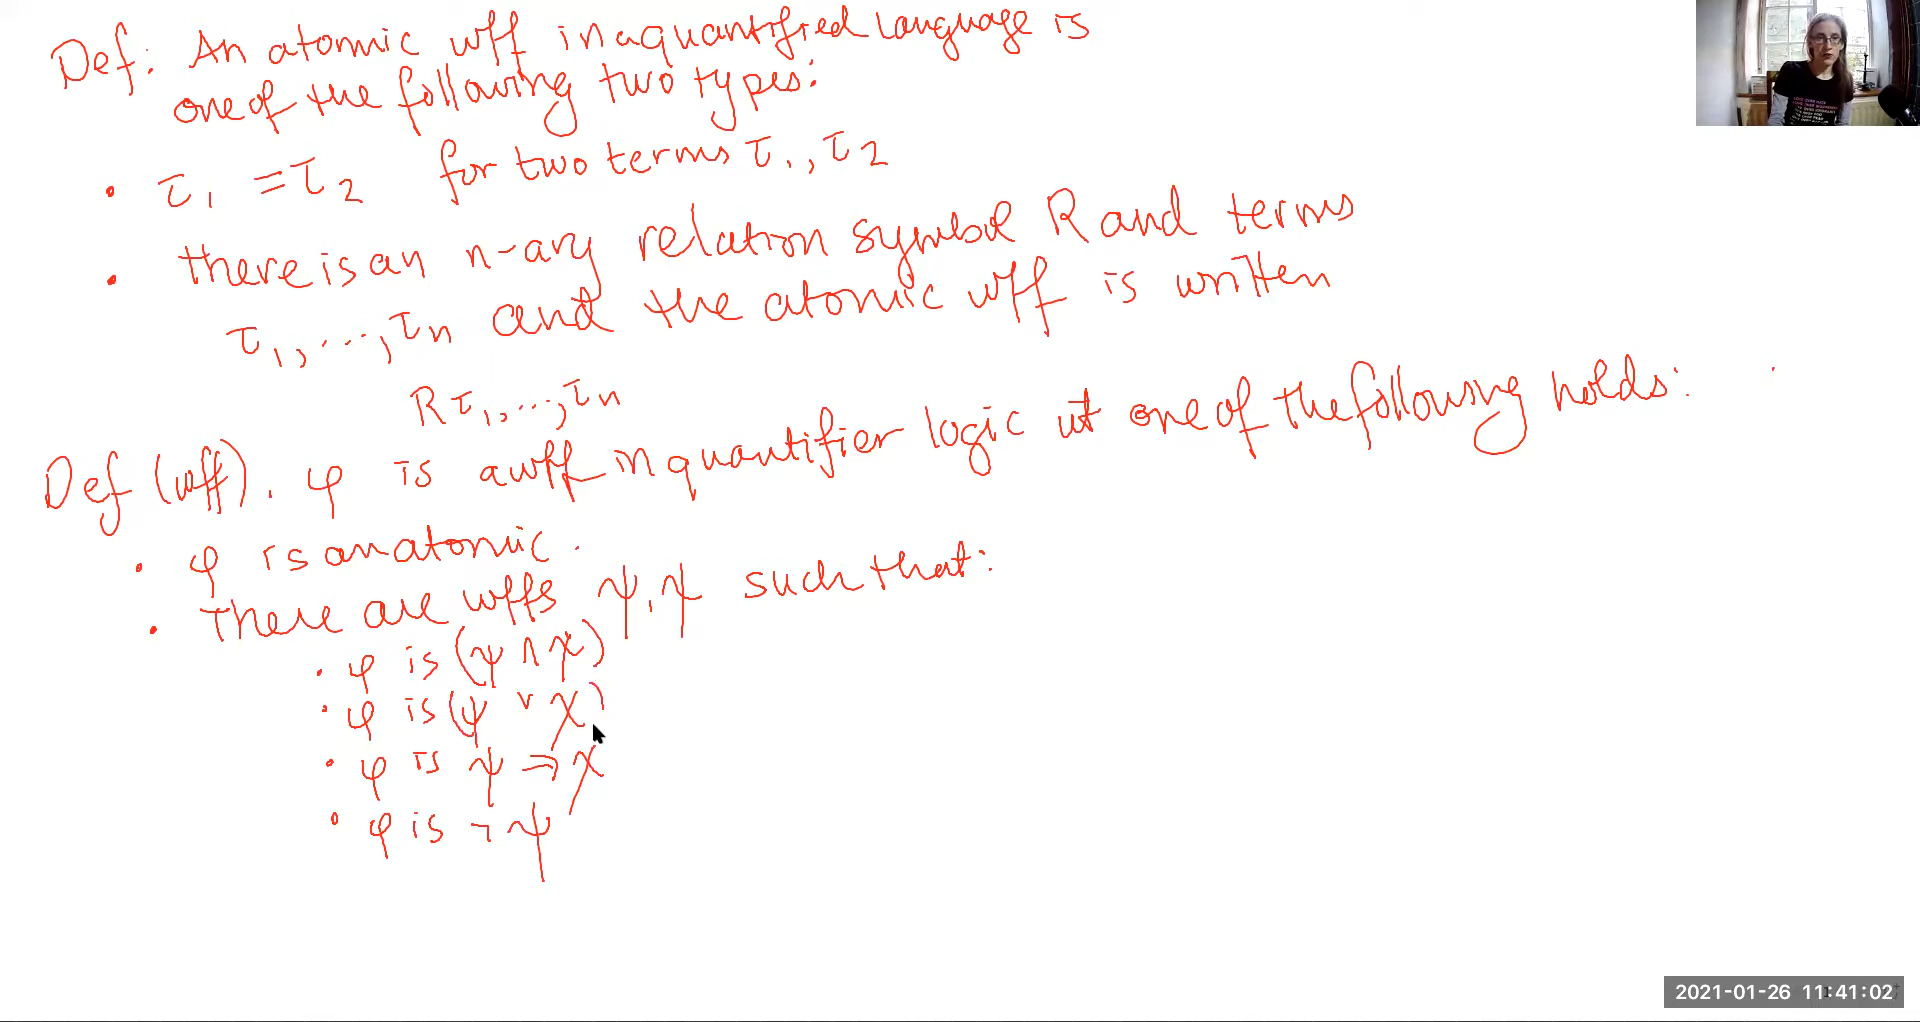 Def: An atomic wff in a quantified language is
one of the following two types:
• τ₁ = τ₂ for two terms τ₁, τ₂
• there is an n-ary relation symbol R and terms
τ₁, ..., τn and the atomic wff is written
Rτ₁, ..., τn
Def (wff). φ is a wff in quantifier logic if one of the following holds:
• φ is an atomic.
• There are wffs ψ, χ such that:
• φ is (ψ ∧ χ)
• φ is (ψ ∨ χ)
• φ is ψ → χ
• φ is ¬ψ
2021-01-26 11:41:02